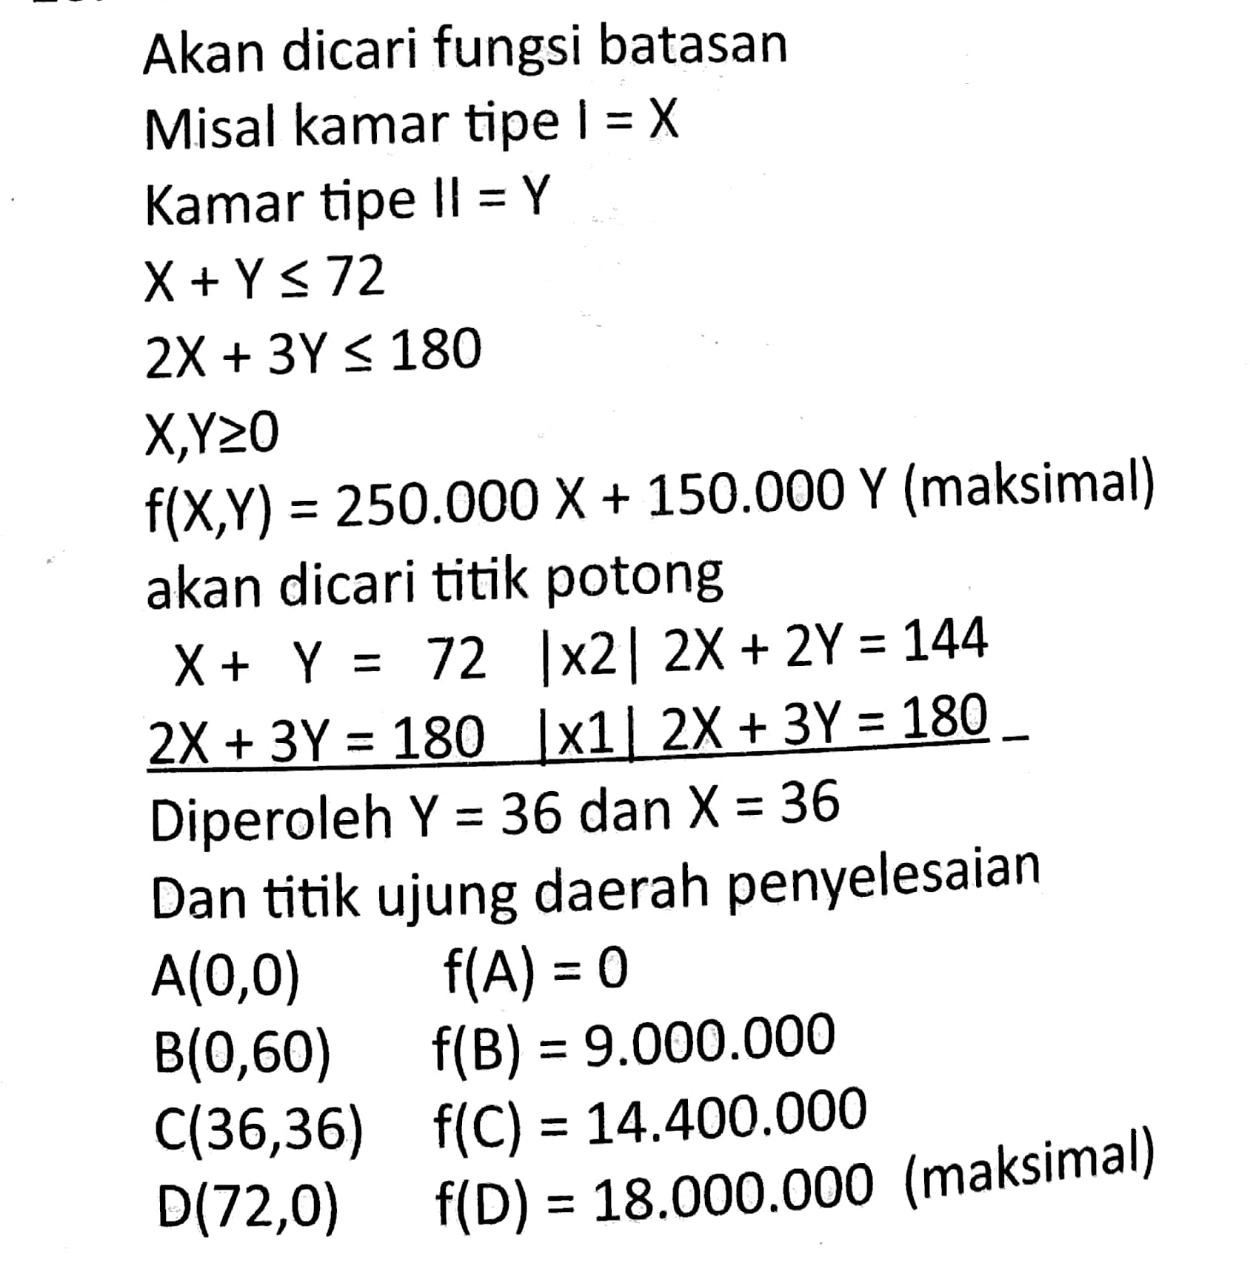 Akan dicari fungsi batasan
Misal kamar tipe I = X
Kamar tipe II = Y
X + Y ≤ 72
2X + 3Y ≤ 180
X,Y≥0
f(X,Y) = 250.000 X + 150.000 Y (maksimal)
akan dicari titik potong
X + Y = 72 |x2| 2X + 2Y = 144
2X + 3Y = 180 |x1| 2X + 3Y = 180 _
Diperoleh Y = 36 dan X = 36
Dan titik ujung daerah penyelesaian
A(0,0) f(A) = 0
B(0,60) f(B) = 9.000.000
C(36,36) f(C) = 14.400.000
D(72,0) f(D) = 18.000.000 (maksimal)